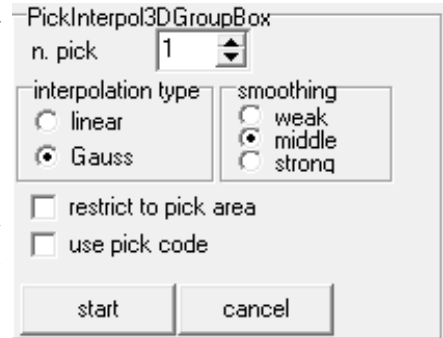 PickInterpol3DGroupBox
n. pick 1
interpolation type
linear
Gauss
smoothing
weak
middle
strong
restrict to pick area
use pick code
start cancel